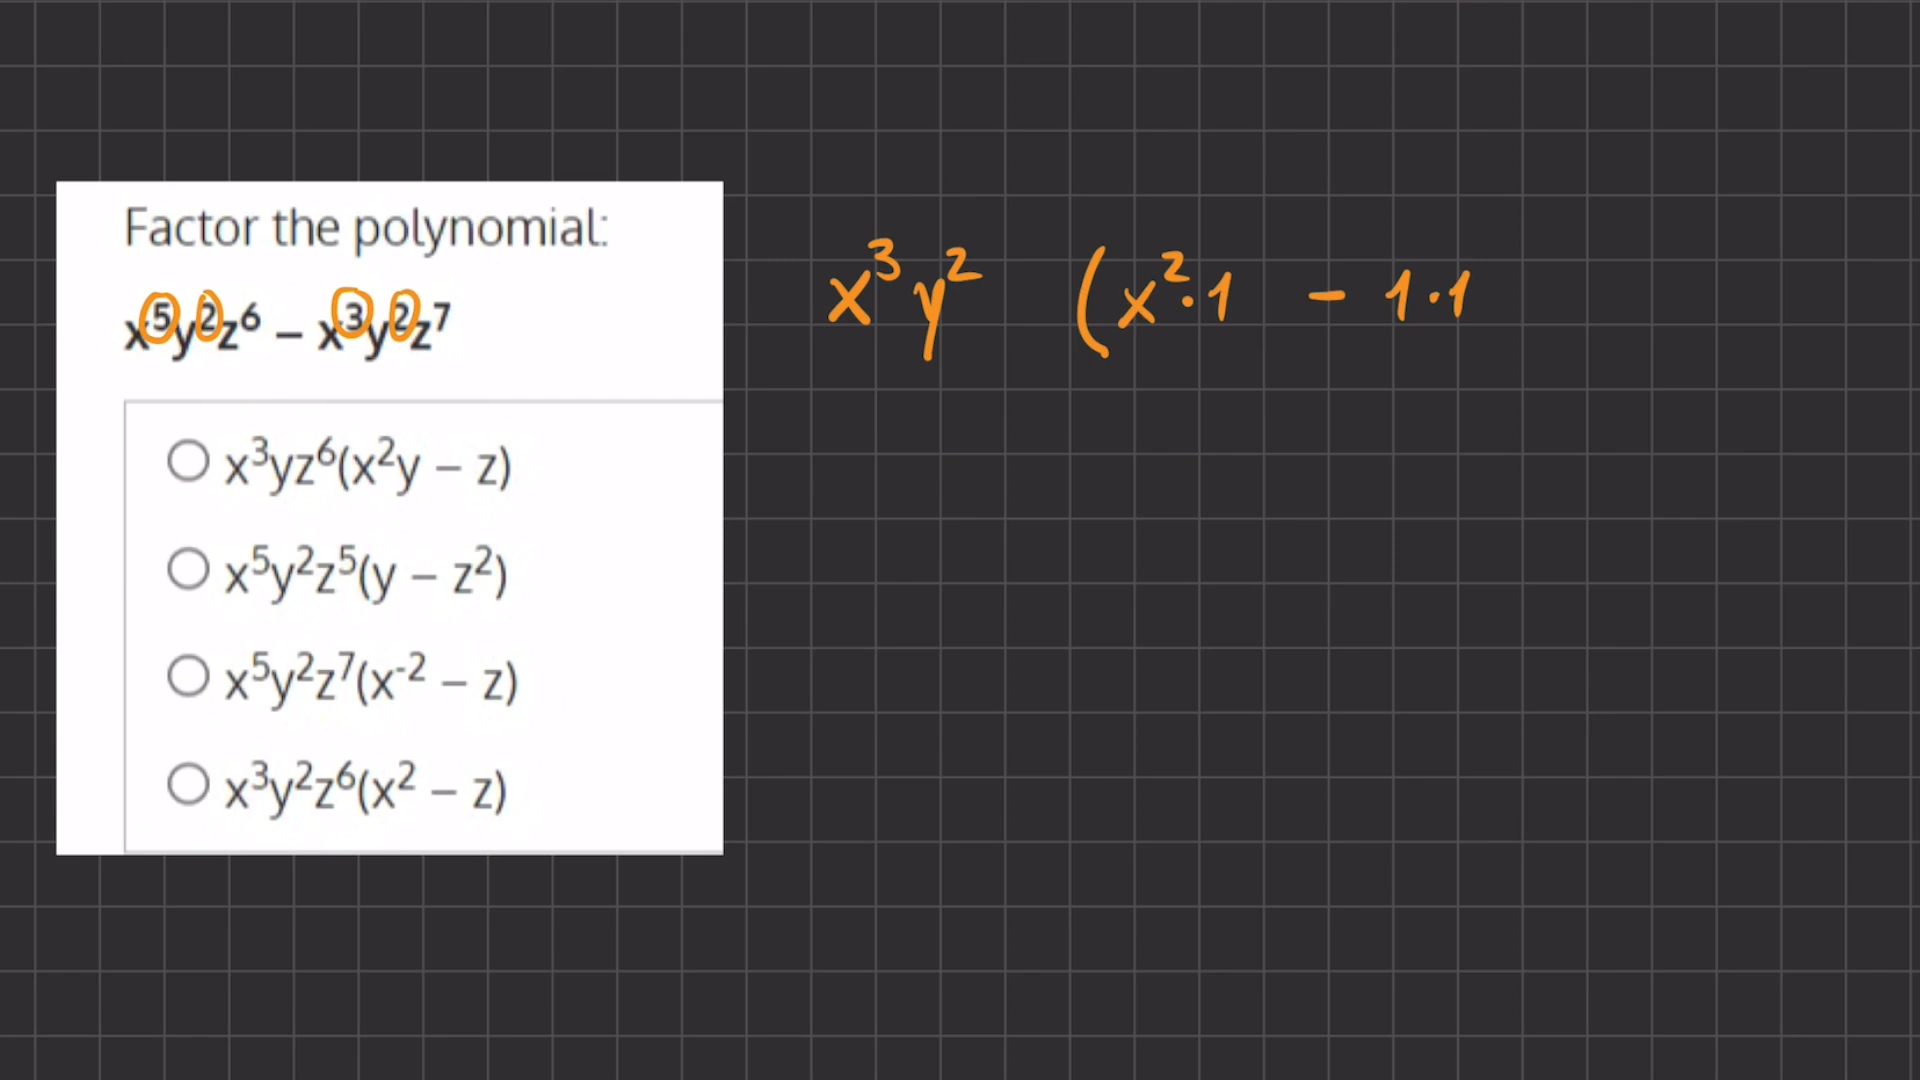 Factor the polynomial:
x⁵y²z⁶ – x³y²z⁷
x³yz⁶(x²y – z)
x⁵y²z⁵(y – z²)
x⁵y²z⁷(x⁻² – z)
x³y²z⁶(x² – z)
x³y² (x²·1 – 1·1